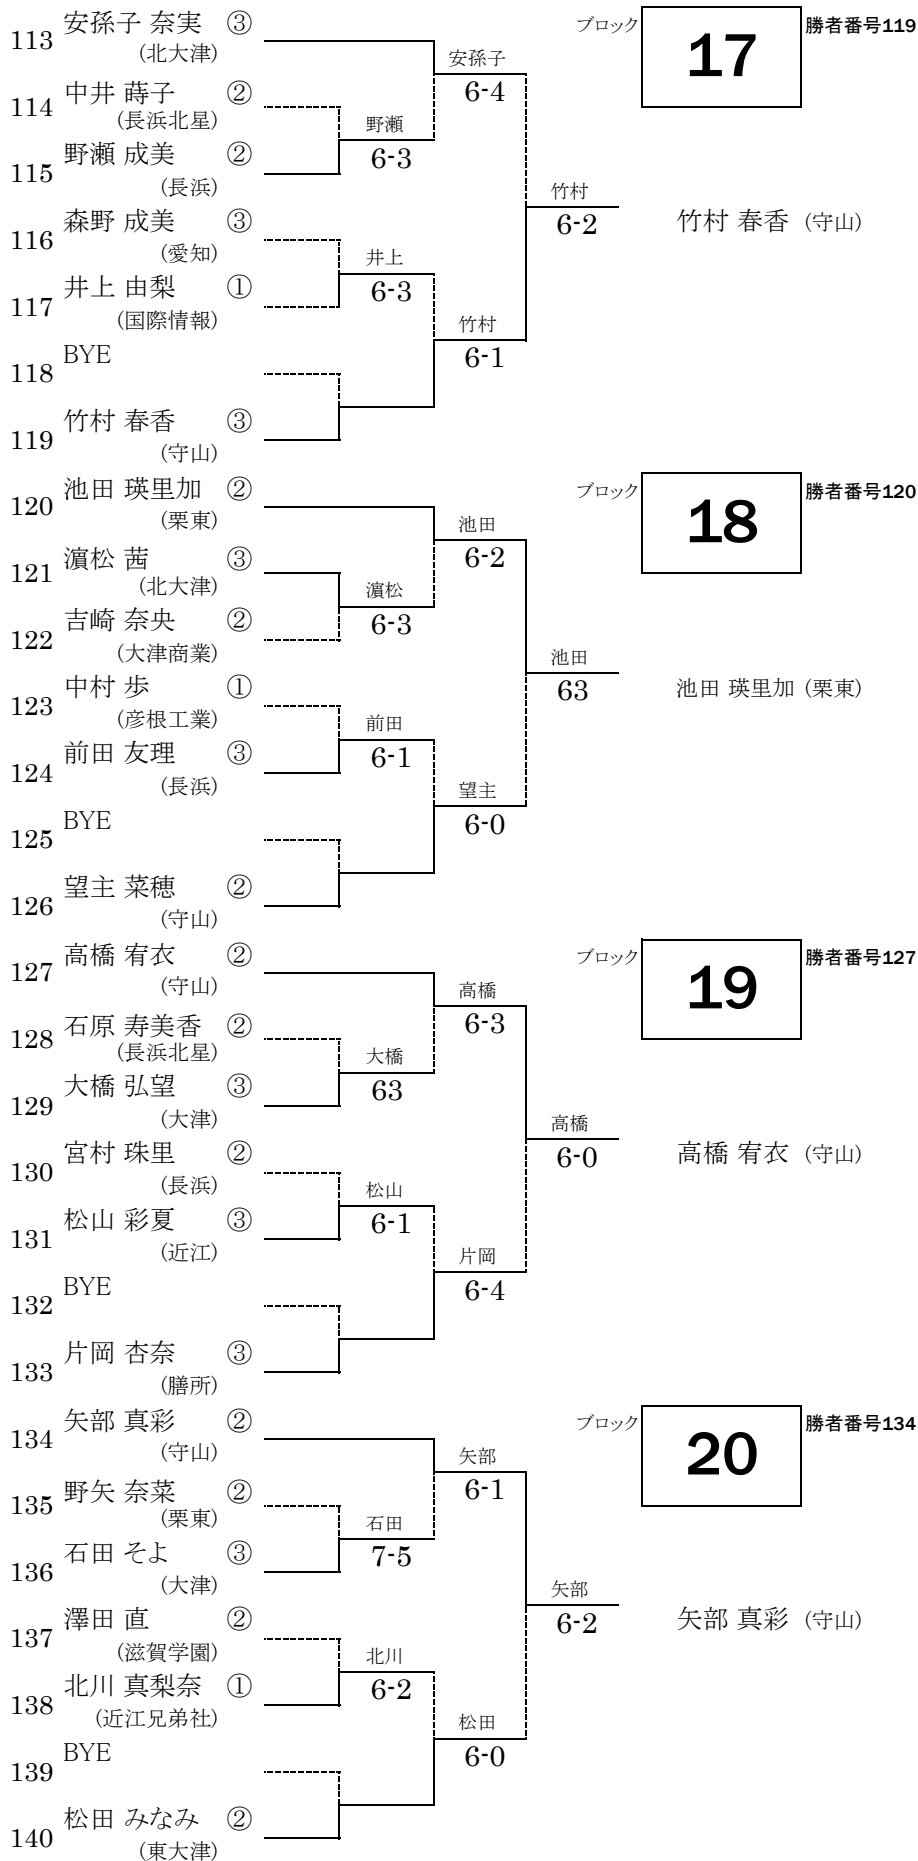 ブロック 17 勝者番号119
113 安孫子 奈実 ③
(北大津)
安孫子
6-4
114 中井 蒔子 ②
(長浜北星)
野瀬
6-3
115 野瀬 成美 ②
(長浜)
竹村
6-2
竹村 春香 (守山)
116 森野 成美 ③
(愛知)
井上
6-3
117 井上 由梨 ①
(国際情報)
竹村
6-1
118 BYE
119 竹村 春香 ③
(守山)
ブロック 18 勝者番号120
120 池田 瑛里加 ②
(栗東)
池田
6-2
121 濵松 茜 ③
(北大津)
濵松
6-3
122 吉崎 奈央 ②
(大津商業)
池田
63
池田 瑛里加 (栗東)
123 中村 歩 ①
(彦根工業)
前田
6-1
124 前田 友理 ③
(長浜)
望主
6-0
125 BYE
126 望主 菜穂 ②
(守山)
ブロック 19 勝者番号127
127 高橋 宥衣 ②
(守山)
高橋
6-3
128 石原 寿美香 ②
(長浜北星)
大橋
63
129 大橋 弘望 ③
(大津)
高橋
6-0
高橋 宥衣 (守山)
130 宮村 珠里 ②
(長浜)
松山
6-1
131 松山 彩夏 ③
(近江)
片岡
6-4
132 BYE
133 片岡 杏奈 ③
(膳所)
ブロック 20 勝者番号134
134 矢部 真彩 ②
(守山)
矢部
6-1
135 野矢 奈菜 ②
(栗東)
石田
7-5
136 石田 そよ ③
(大津)
矢部
6-2
矢部 真彩 (守山)
137 澤田 直 ②
(滋賀学園)
北川
6-2
138 北川 真梨奈 ①
(近江兄弟社)
松田
6-0
139 BYE
140 松田 みなみ ②
(東大津)